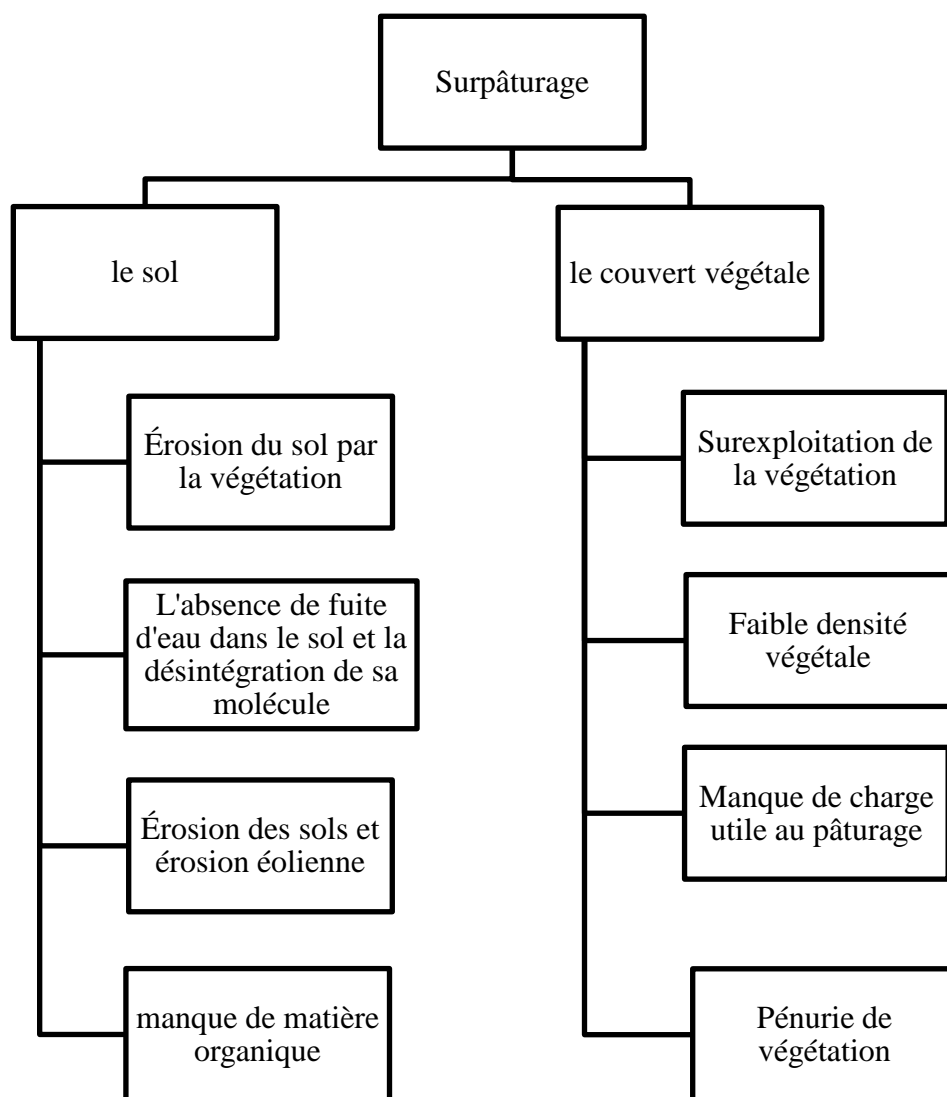 Surpâturage
le sol
Érosion du sol par
la végétation
L'absence de fuite
d'eau dans le sol et la
désintégration de sa
molécule
Érosion des sols et
érosion éolienne
manque de matière
organique
le couvert végétale
Surexploitation de
la végétation
Faible densité
végétale
Manque de charge
utile au pâturage
Pénurie de
végétation